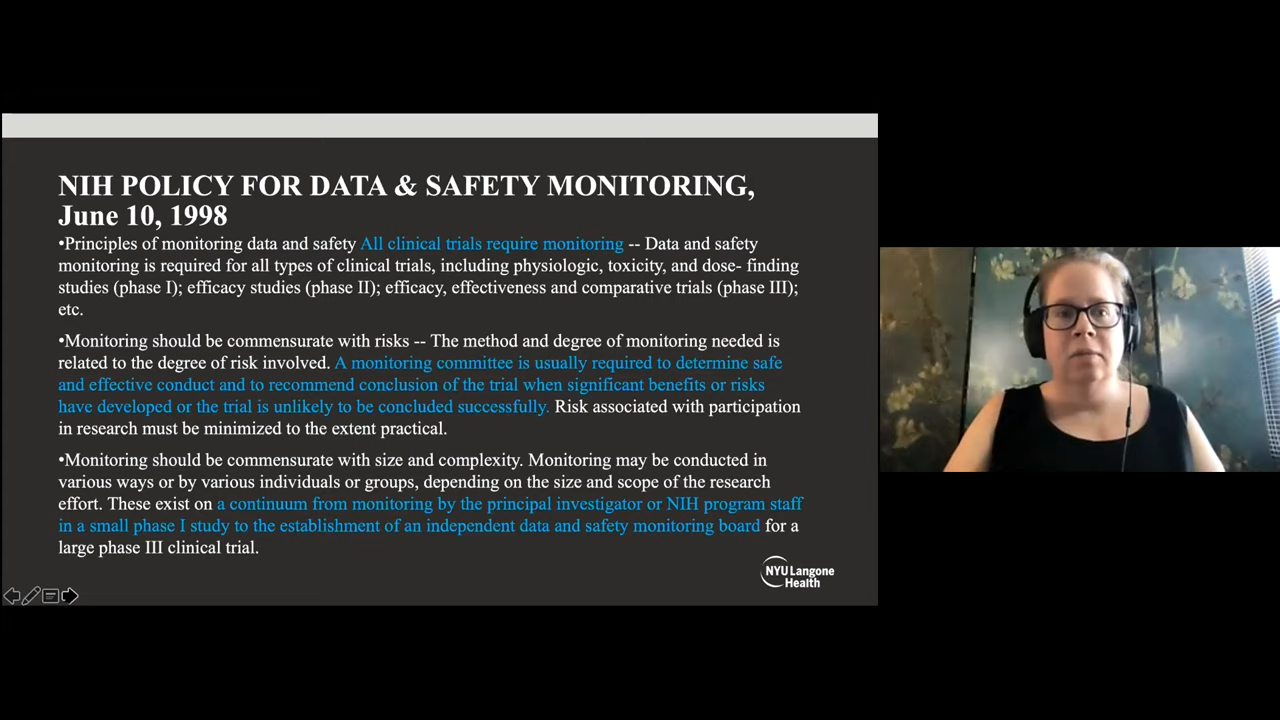 NIH POLICY FOR DATA & SAFETY MONITORING,
June 10, 1998
•Principles of monitoring data and safety All clinical trials require monitoring -- Data and safety
monitoring is required for all types of clinical trials, including physiologic, toxicity, and dose- finding
studies (phase I); efficacy studies (phase II); efficacy, effectiveness and comparative trials (phase III);
etc.
•Monitoring should be commensurate with risks -- The method and degree of monitoring needed is
related to the degree of risk involved. A monitoring committee is usually required to determine safe
and effective conduct and to recommend conclusion of the trial when significant benefits or risks
have developed or the trial is unlikely to be concluded successfully. Risk associated with participation
in research must be minimized to the extent practical.
•Monitoring should be commensurate with size and complexity. Monitoring may be conducted in
various ways or by various individuals or groups, depending on the size and scope of the research
effort. These exist on a continuum from monitoring by the principal investigator or NIH program staff
in a small phase I study to the establishment of an independent data and safety monitoring board for a
large phase III clinical trial.
NYU Langone
Health